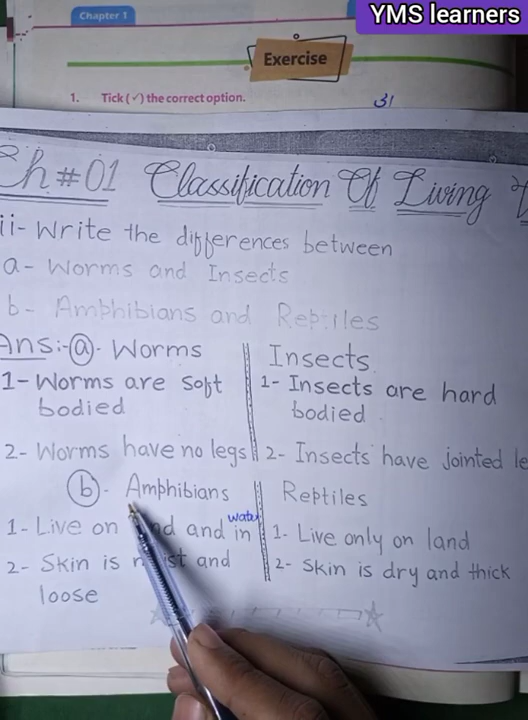 YMS learners
Chapter 1
Exercise
1. Tick (✓) the correct option.
31
Ch # 01 Classification Of Living
ii- Write the differences between
a- Worms and Insects
b- Amphibians and Reptiles
Ans:- (a)- Worms
Insects
1- Worms are soft
bodied
1- Insects are hard
bodied
2- Worms have no legs
2- Insects have jointed le
(b)- Amphibians
Reptiles
1- Live on and in water
1- Live only on land
2- Skin is and
loose
2- Skin is dry and thick